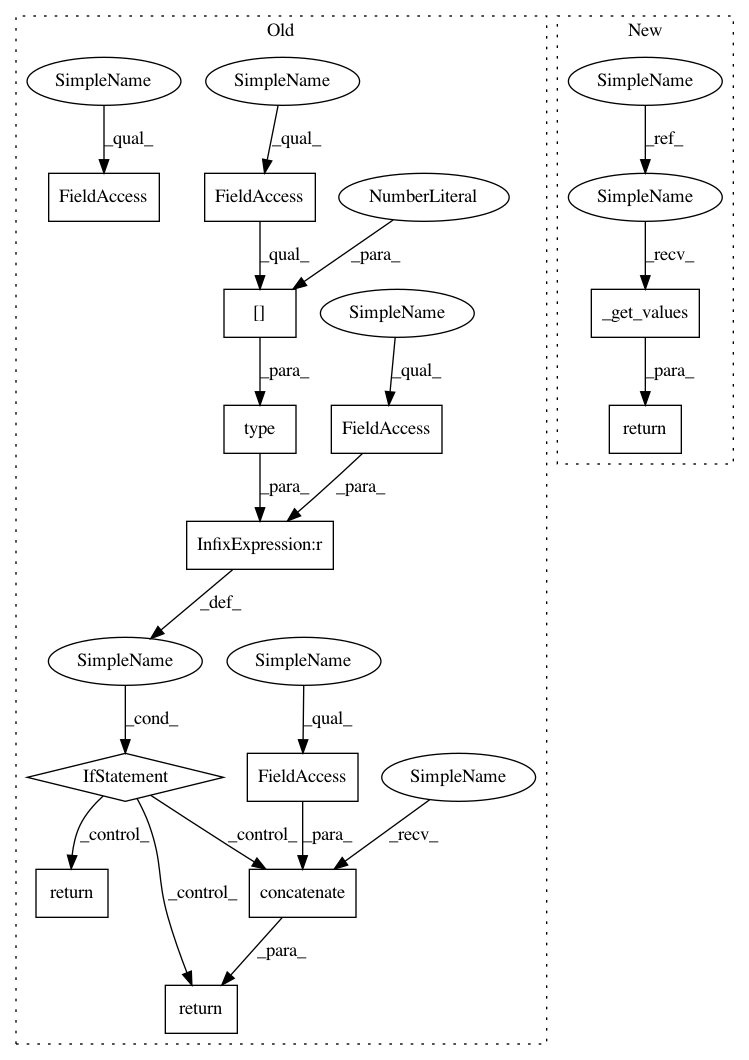 Old
New
SimpleName
SimpleName
SimpleName
_qual_
_qual_
_ref_
FieldAccess
FieldAccess
NumberLiteral
SimpleName
_qual_
_para_
_recv_
[]
SimpleName
_get_values
_para_
_qual_
_para_
type
FieldAccess
return
_para_
_para_
InfixExpression:r
_def_
SimpleName
SimpleName
_cond_
_qual_
IfStatement
FieldAccess
SimpleName
_control_
_control_
_para_
_recv_
return
_control_
concatenate
_para_
return